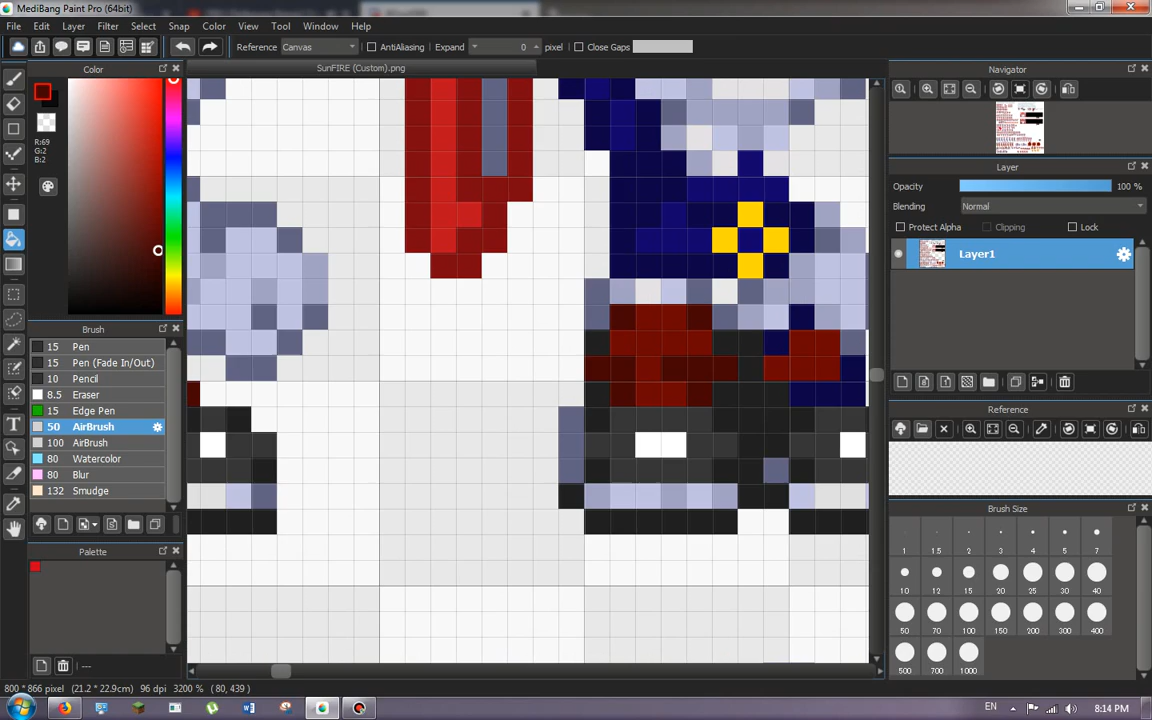 MediBang Paint Pro (64bit)
File Edit Layer Filter Select Snap Color View Tool Window Help
Reference Canvas AntiAliasing Expand 0 pixel Close Gaps
Color
SunFIRE (Custom).png
Navigator
R:69
G:2
B:2
Layer
Opacity 100 %
Blending Normal
Protect Alpha Clipping Lock
Layer1
Brush
15 Pen
15 Pen (Fade In/Out)
10 Pencil
8.5 Eraser
15 Edge Pen
50 AirBrush
100 AirBrush
80 Watercolor
80 Blur
132 Smudge
Reference
Palette
---
Brush Size
1 1.5 2 3 4 5 7
10 12 15 20 25 30 40
50 70 100 150 200 300 400
500 700 1000
800 * 866 pixel (21.2 * 22.9cm) 96 dpi 3200 % ( 80, 439 )
EN 8:14 PM